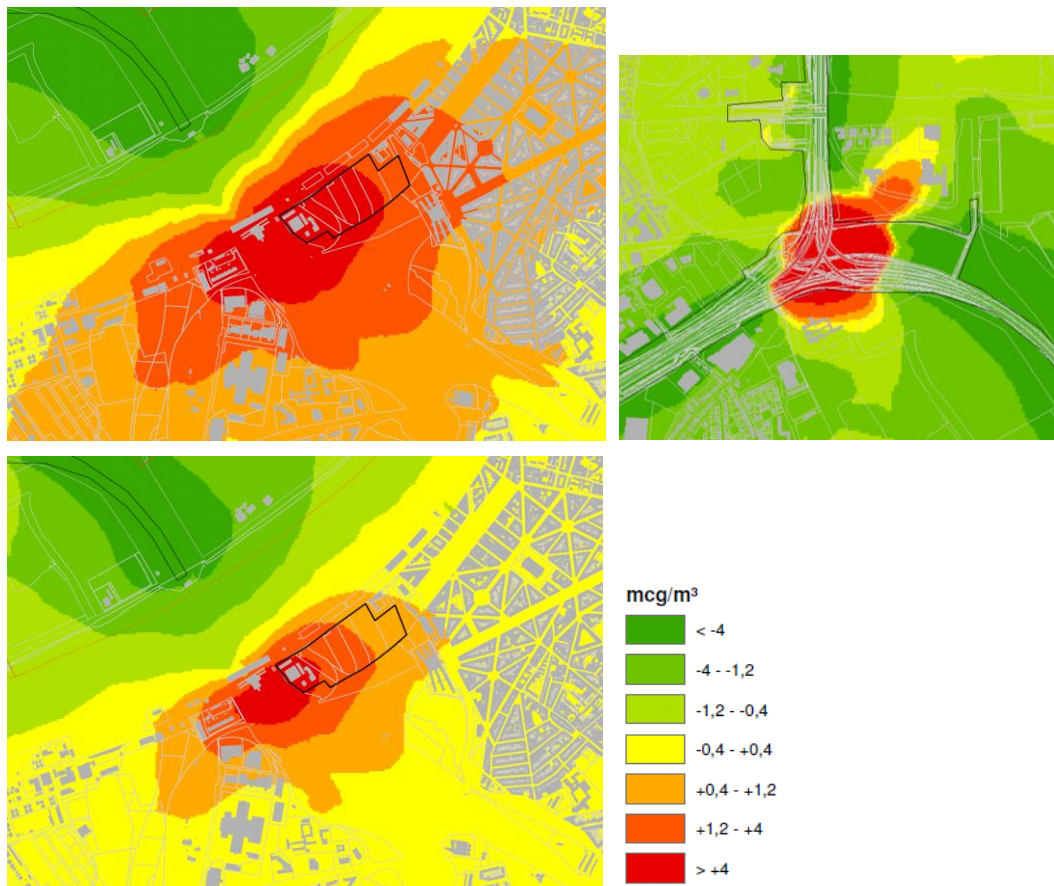 mcg/m³
< -4
-4 - -1,2
-1,2 - -0,4
-0,4 - +0,4
+0,4 - +1,2
+1,2 - +4
> +4